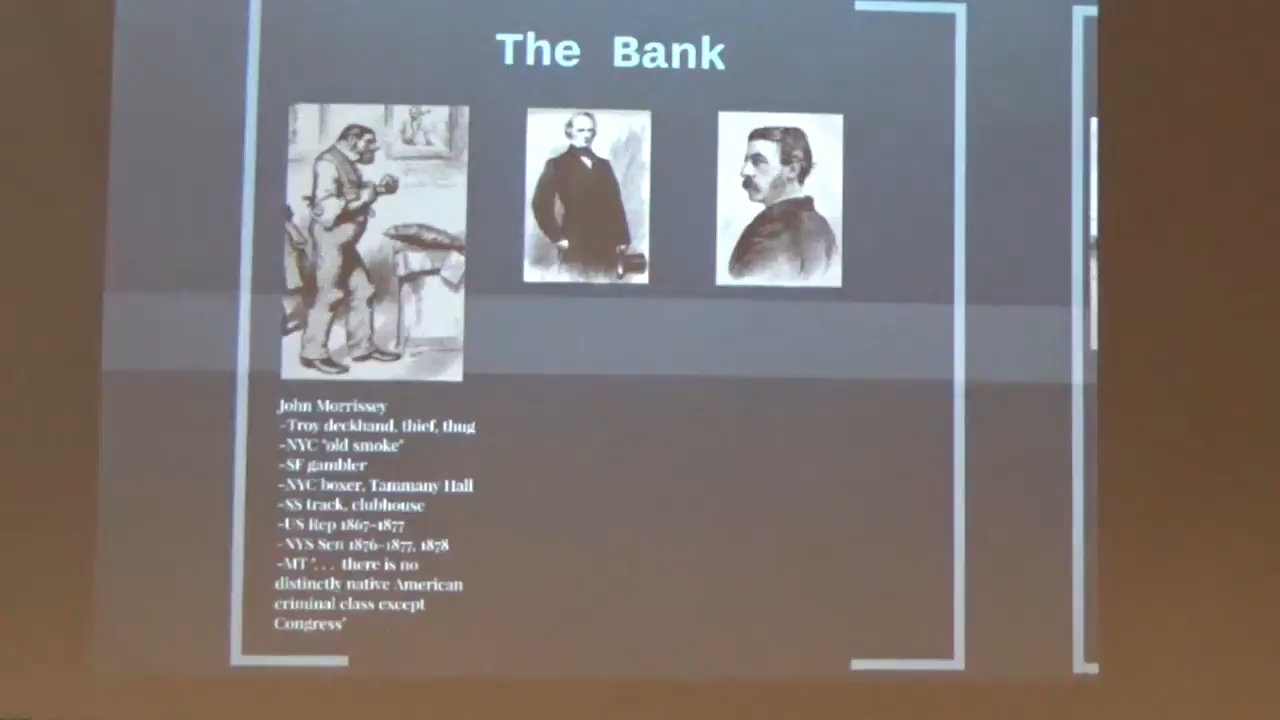 The Bank
John Morrissey
-Troy deckhand, thief, thug
-NYC "old smoke"
-SF gambler
-NYC boxer, Tammany Hall
-SS track, clubhouse
-US Rep 1867-1877
-NYS Sen 1876-1877, 1878
-MT ". . . there is no
distinctly native American
criminal class except
Congress"